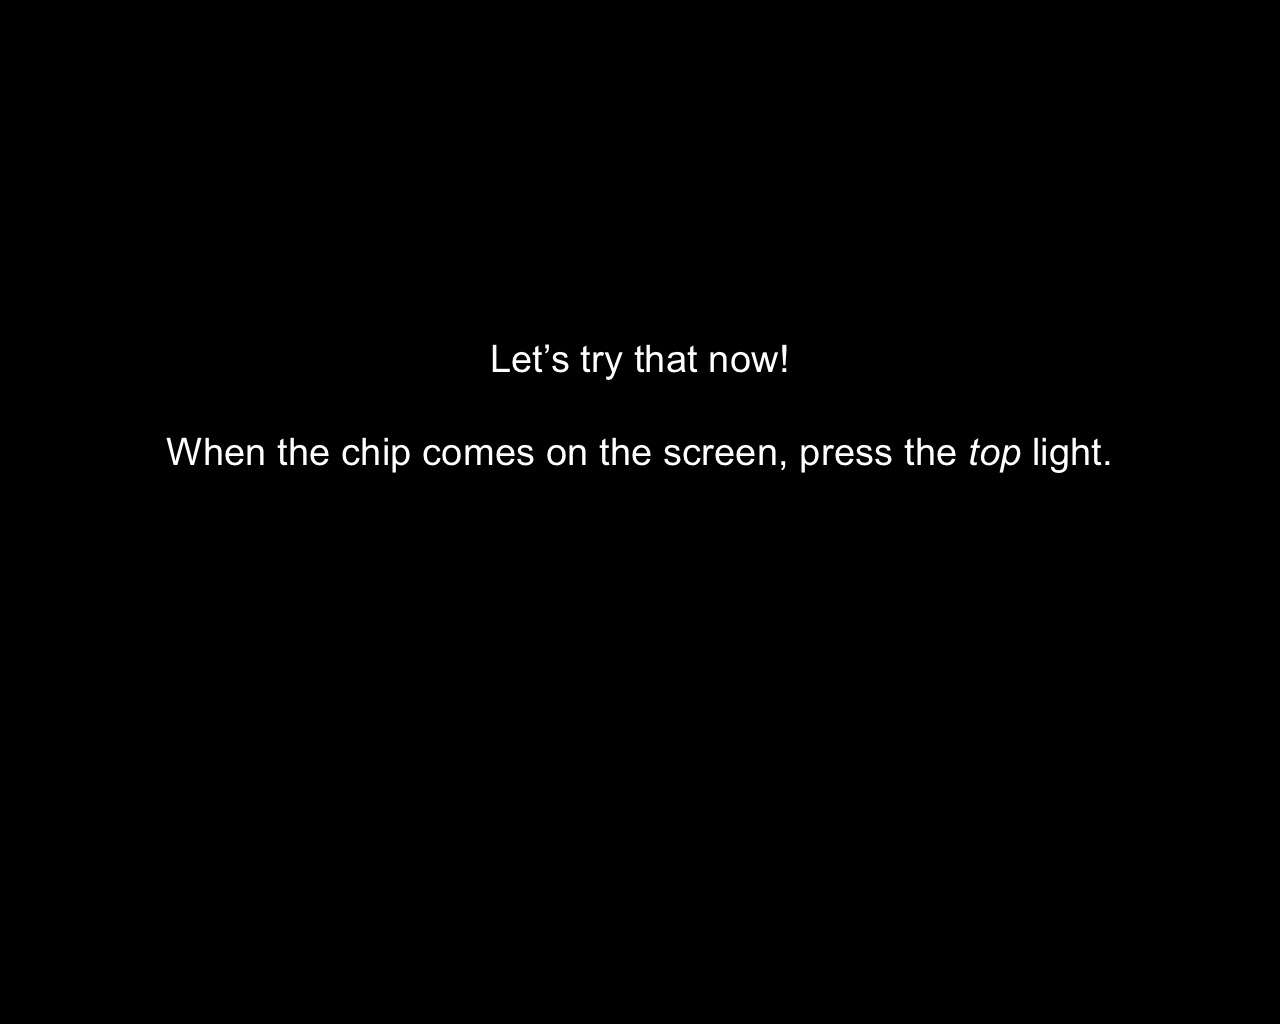 Let’s try that now!
When the chip comes on the screen, press the top light.